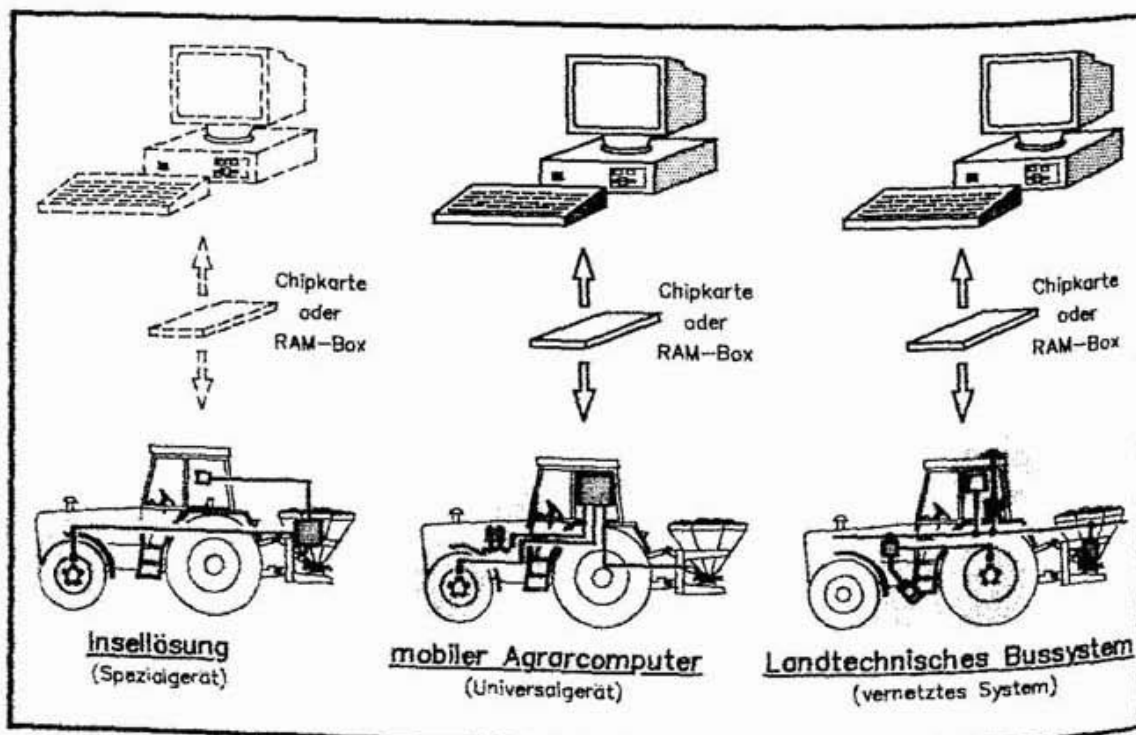 Chipkarte
oder
RAM-Box
Chipkarte
oder
RAM-Box
Chipkarte
oder
RAM-Box
Insellösung
(Spezialgerät)
mobiler Agrarcomputer
(Universalgerät)
Landtechnisches Bussystem
(vernetztes System)